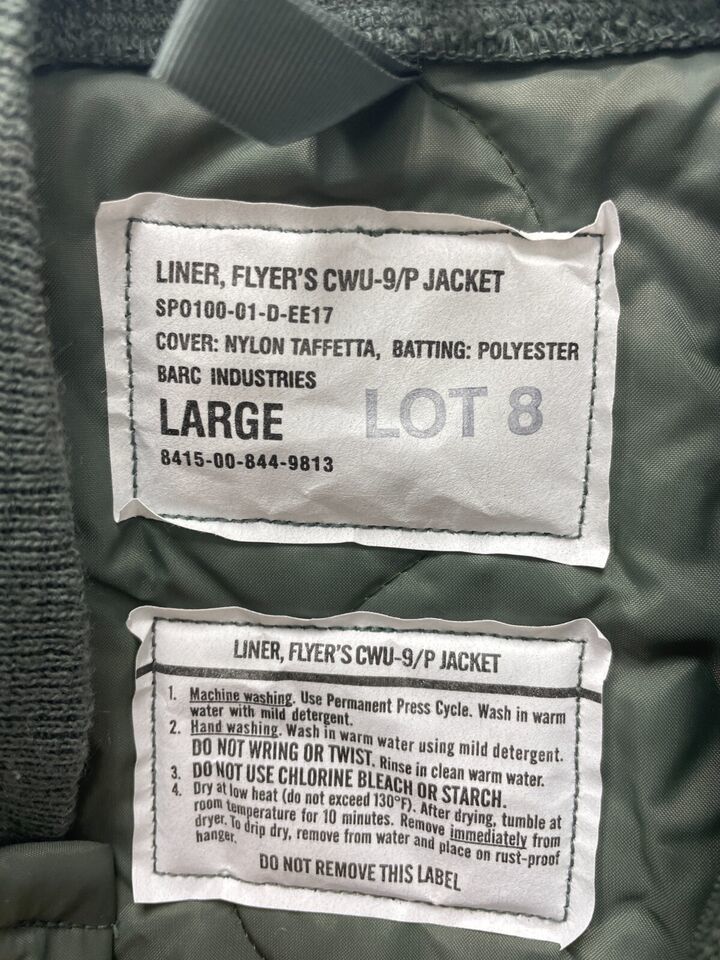 LINER, FLYER'S CWU-9/P JACKET
SPO100-01-D-EE17
COVER: NYLON TAFFETTA, BATTING: POLYESTER
BARC INDUSTRIES
LARGE LOT 8
8415-00-844-9813
LINER, FLYER'S CWU-9/P JACKET
1. Machine washing. Use Permanent Press Cycle. Wash in warm
water with mild detergent.
2. Hand washing. Wash in warm water using mild detergent.
DO NOT WRING OR TWIST. Rinse in clean warm water.
3. DO NOT USE CHLORINE BLEACH OR STARCH.
4. Dry at low heat (do not exceed 130°F). After drying, tumble at
room temperature for 10 minutes. Remove immediately from
dryer. To drip dry, remove from water and place on rust-proof
hanger.
DO NOT REMOVE THIS LABEL